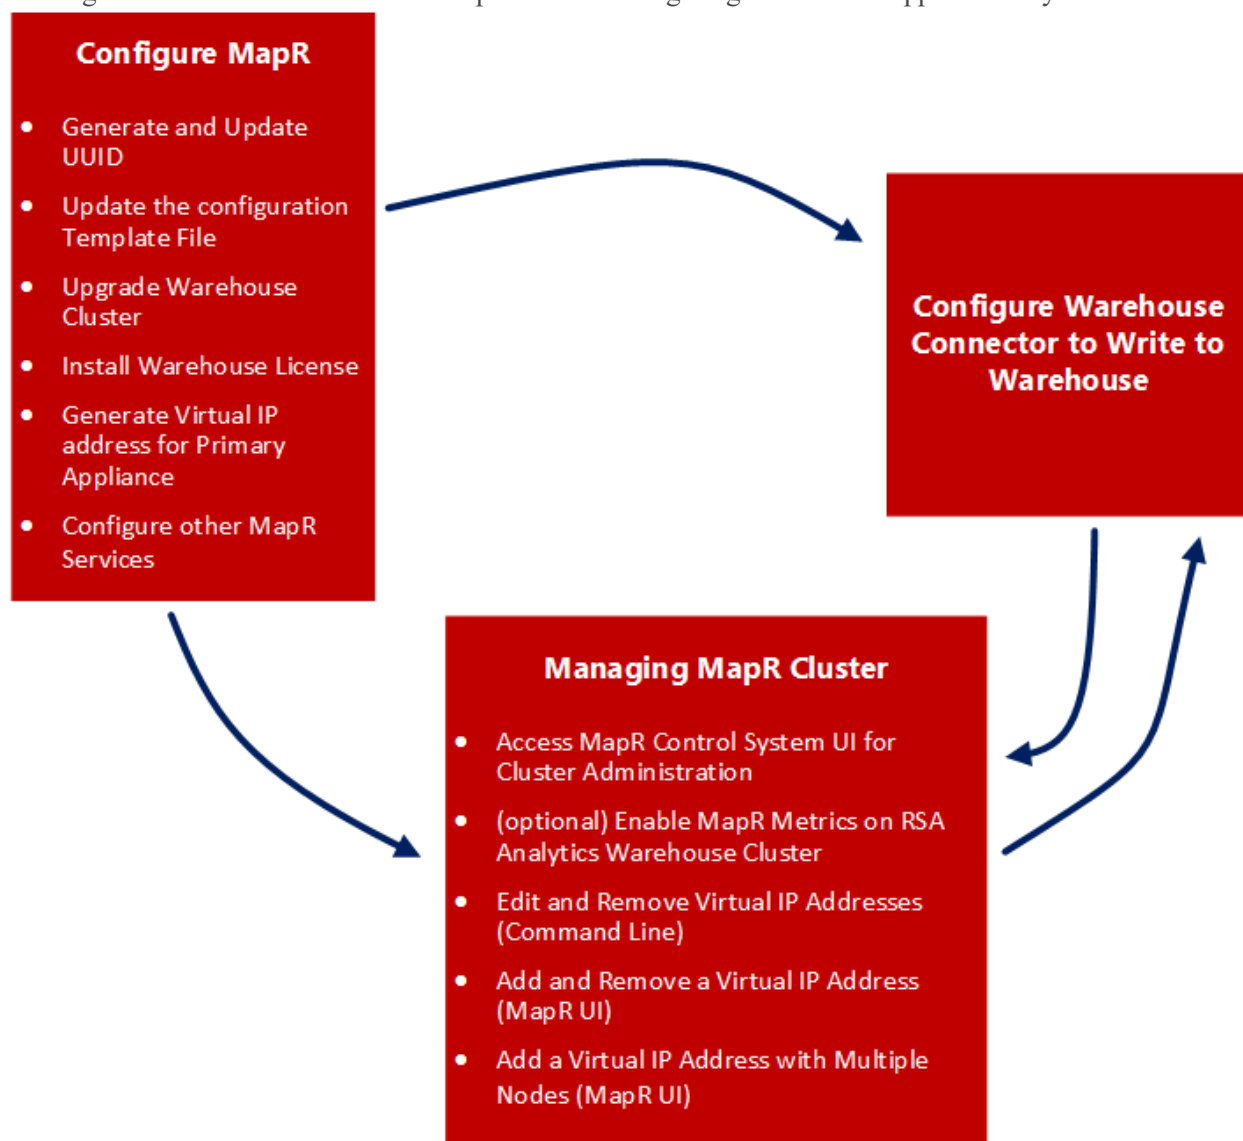 Configure MapR
• Generate and Update
UUID
• Update the configuration
Template File
• Upgrade Warehouse
Cluster
• Install Warehouse License
• Generate Virtual IP
address for Primary
Appliance
• Configure other MapR
Services
Configure Warehouse
Connector to Write to
Warehouse
Managing MapR Cluster
• Access MapR Control System UI for
Cluster Administration
• (optional) Enable MapR Metrics on RSA
Analytics Warehouse Cluster
• Edit and Remove Virtual IP Addresses
(Command Line)
• Add and Remove a Virtual IP Address
(MapR UI)
• Add a Virtual IP Address with Multiple
Nodes (MapR UI)